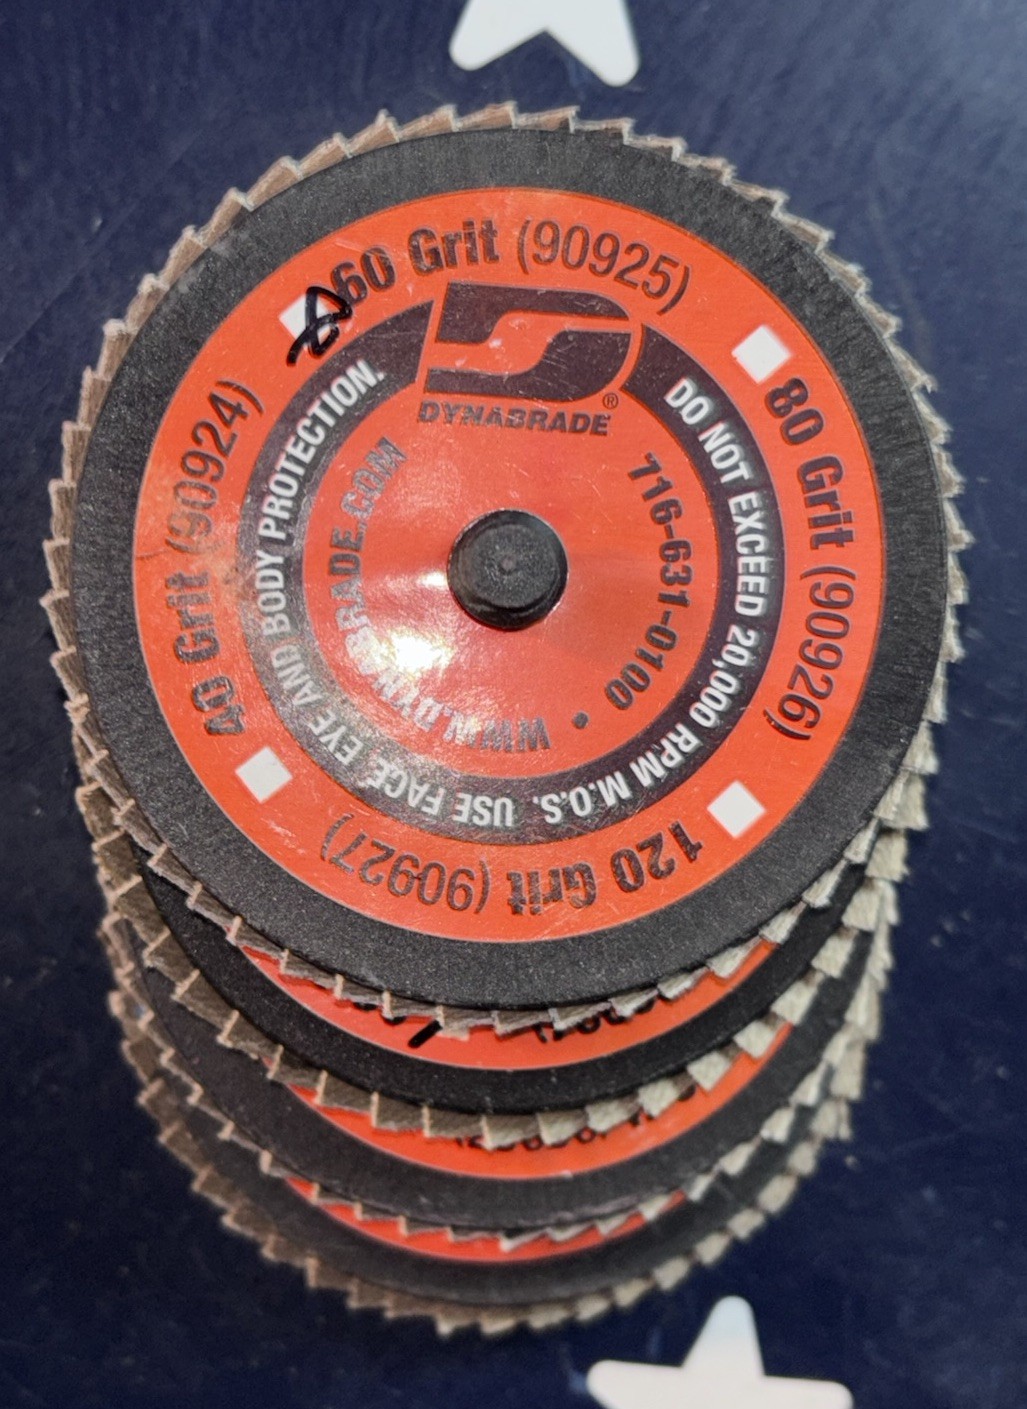 60 Grit (90925)
80 Grit (90926)
120 Grit (90927)
40 Grit (90924)
DYNABRADE®
DO NOT EXCEED 20,000 RPM M.O.S. USE FACE, EYE AND BODY PROTECTION.
716-631-0100 • WWW.DYNABRADE.COM